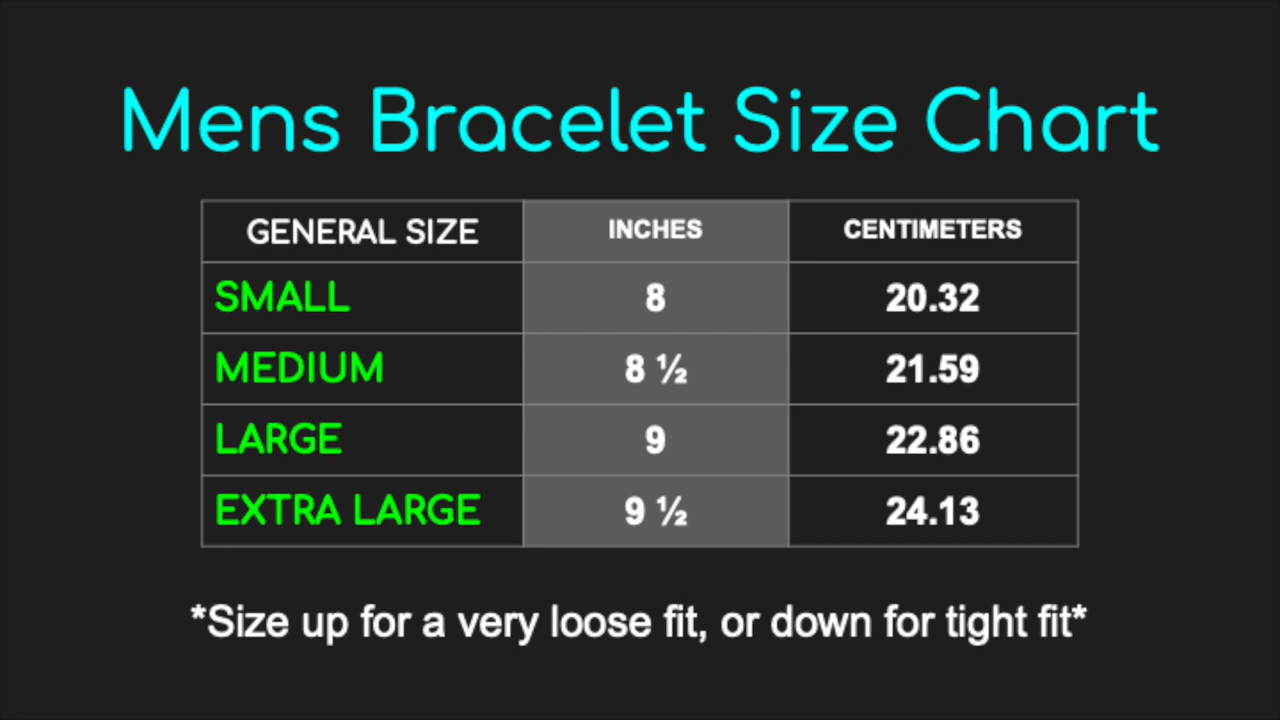 Mens Bracelet Size Chart
GENERAL SIZE INCHES CENTIMETERS
SMALL 8 20.32
MEDIUM 8 ½ 21.59
LARGE 9 22.86
EXTRA LARGE 9 ½ 24.13
*Size up for a very loose fit, or down for tight fit*